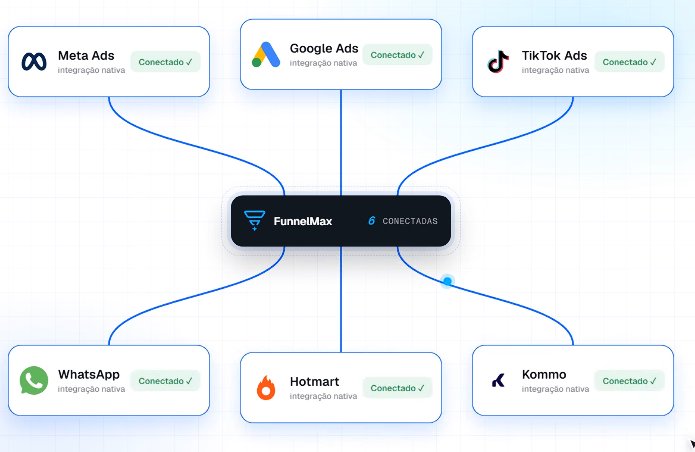 Meta Ads
integração nativa
Conectado ✓
Google Ads
integração nativa
Conectado ✓
TikTok Ads
integração nativa
Conectado ✓
FunnelMax
6 CONECTADAS
WhatsApp
integração nativa
Conectado ✓
Hotmart
integração nativa
Conectado ✓
Kommo
integração nativa
Conectado ✓